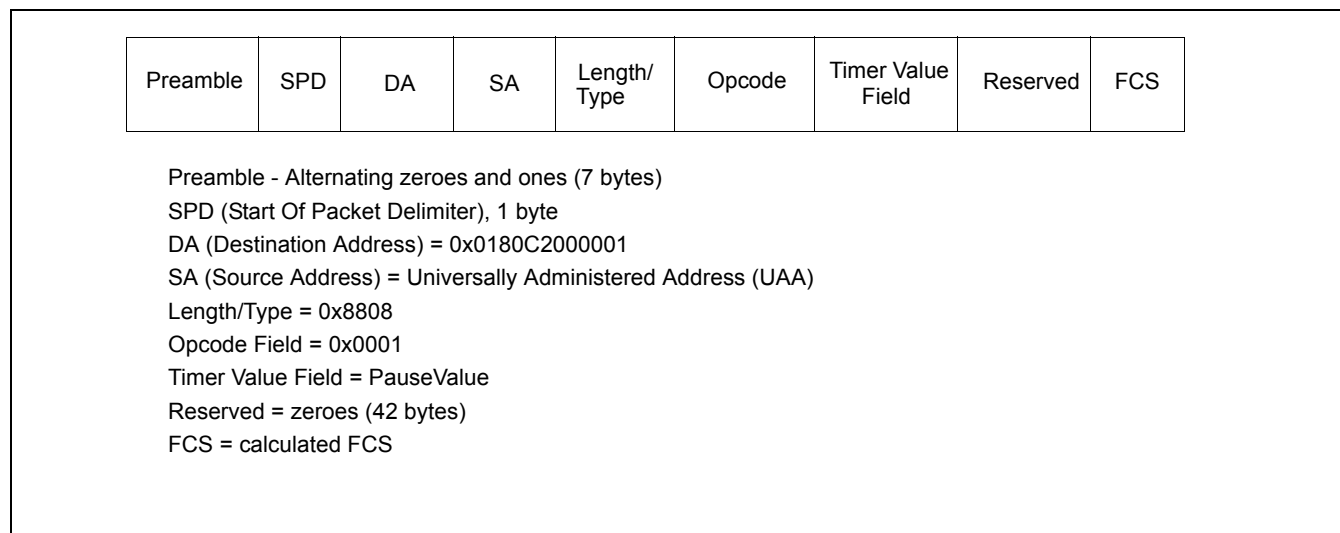 Preamble SPD DA SA Length/ Type Opcode Timer Value Field Reserved FCS
Preamble - Alternating zeroes and ones (7 bytes)
SPD (Start Of Packet Delimiter), 1 byte
DA (Destination Address) = 0x0180C2000001
SA (Source Address) = Universally Administered Address (UAA)
Length/Type = 0x8808
Opcode Field = 0x0001
Timer Value Field = PauseValue
Reserved = zeroes (42 bytes)
FCS = calculated FCS